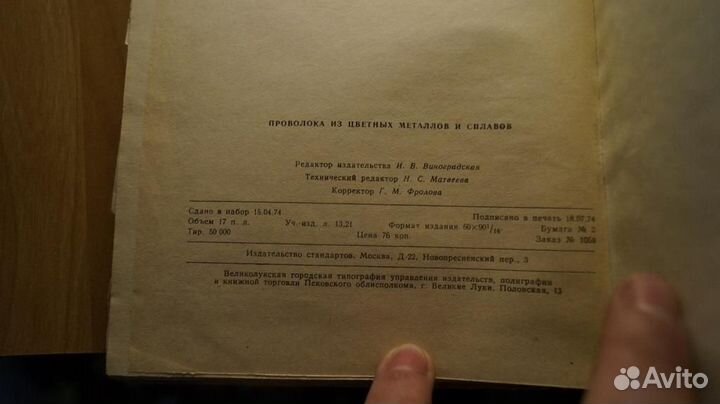 ПРОВОЛОКА ИЗ ЦВЕТНЫХ МЕТАЛЛОВ И СПЛАВОВ
Редактор издательства И. В. Виноградская
Технический редактор Н. С. Матвеева
Корректор Г. М. Фролова
Сдано в набор 15.04.74 Подписано в печать 18.07.74
Объем 17 п. л. Уч.-изд. л. 13,21 Формат издания 60×90¹/₁₆ Бумага № 2
Тир. 50 000 Цена 76 коп. Заказ № 1068
Издательство стандартов. Москва, Д-22, Новопресненский пер., 3
Великолукская городская типография управления издательств, полиграфии
и книжной торговли Псковского облисполкома, г. Великие Луки, Половская, 13
Avito